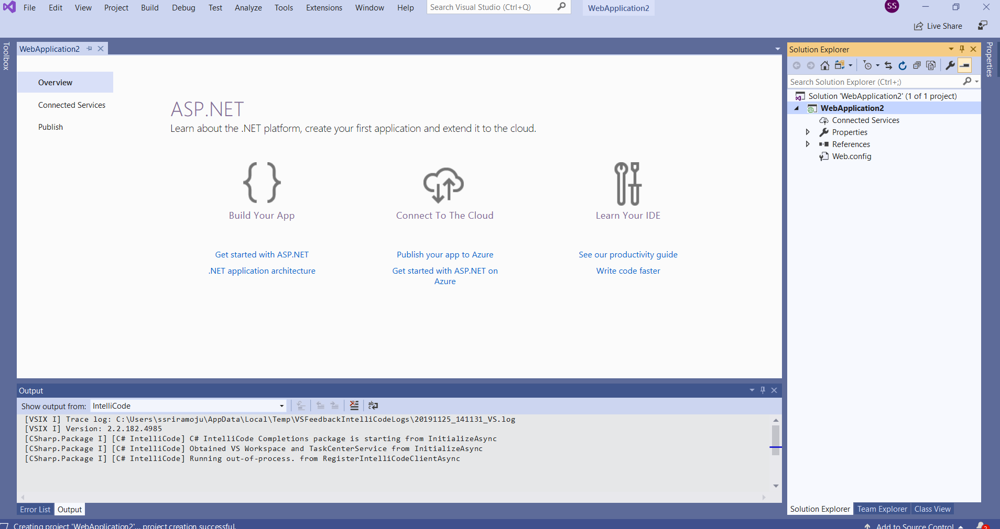 File Edit View Project Build Debug Test Analyze Tools Extensions Window Help Search Visual Studio (Ctrl+Q) WebApplication2 SS
Live Share
Toolbox
WebApplication2
Overview
Connected Services
Publish
ASP.NET
Learn about the .NET platform, create your first application and extend it to the cloud.
Build Your App
Connect To The Cloud
Learn Your IDE
Get started with ASP.NET
.NET application architecture
Publish your app to Azure
Get started with ASP.NET on
Azure
See our productivity guide
Write code faster
Output
Show output from: IntelliCode
[VSIX I] Trace log: C:\Users\ssriramoju\AppData\Local\Temp\VSFeedbackIntelliCodeLogs\20191125_141131_VS.log
[VSIX I] Version: 2.2.182.4985
[CSharp.Package I] [C# IntelliCode] C# IntelliCode Completions package is starting from InitializeAsync
[CSharp.Package I] [C# IntelliCode] Obtained VS Workspace and TaskCenterService from InitializeAsync
[CSharp.Package I] [C# IntelliCode] Running out-of-process. from RegisterIntelliCodeClientAsync
Error List Output
Solution Explorer
Search Solution Explorer (Ctrl+;)
Solution 'WebApplication2' (1 of 1 project)
WebApplication2
Connected Services
Properties
References
Web.config
Solution Explorer Team Explorer Class View
Properties
Creating project 'WebApplication2'... project creation successful.
Add to Source Control
2